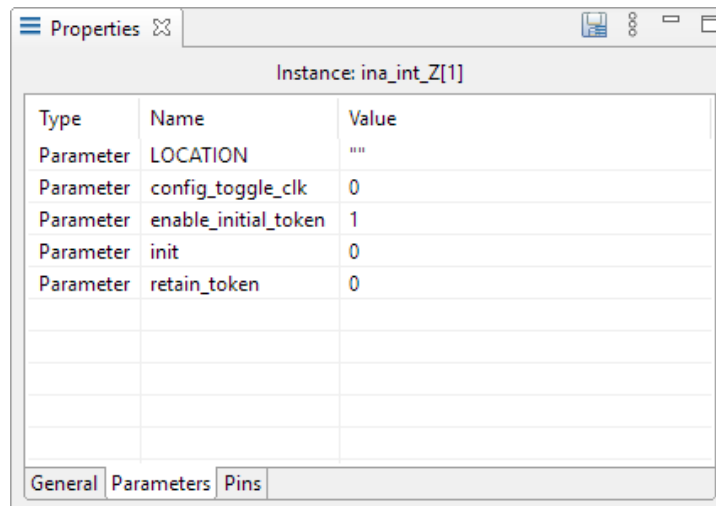 Properties
Instance: ina_int_Z[1]
Type Name Value
Parameter LOCATION ""
Parameter config_toggle_clk 0
Parameter enable_initial_token 1
Parameter init 0
Parameter retain_token 0
General Parameters Pins